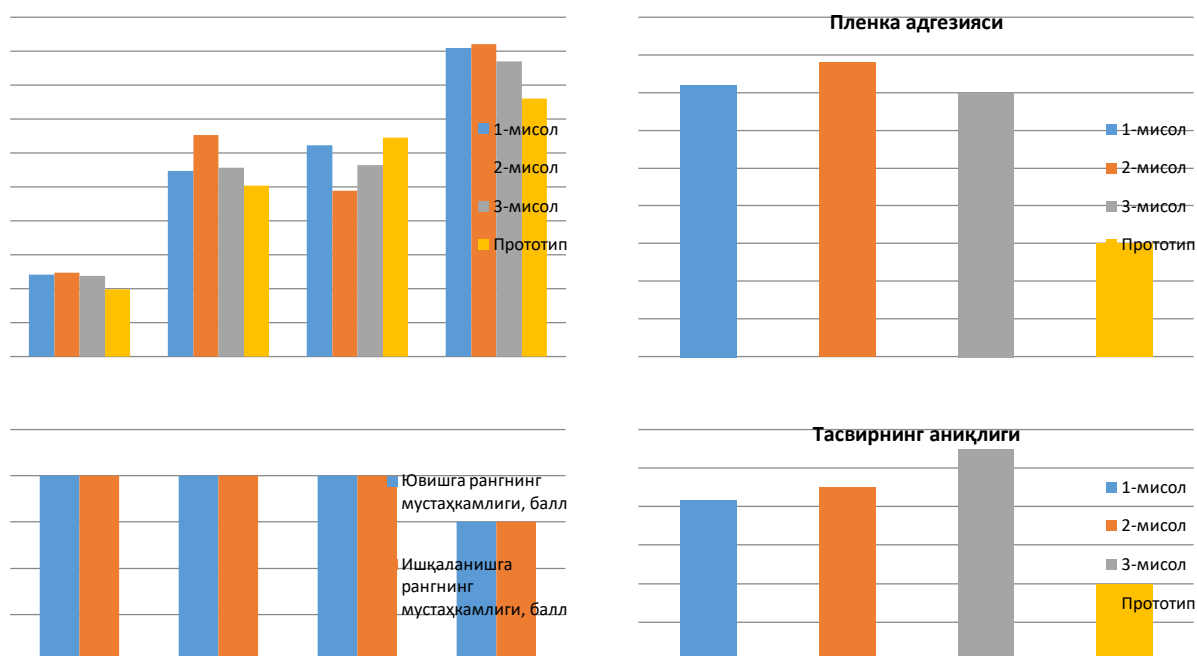 1-мисол
2-мисол
3-мисол
Прототип
Пленка адгезияси
1-мисол
2-мисол
3-мисол
Прототип
Ювишга рангнинг
мустаҳкамлиги, балл
Ишқаланишга
рангнинг
мустаҳкамлиги, балл
Тасвирнинг аниқлиги
1-мисол
2-мисол
3-мисол
Прототип